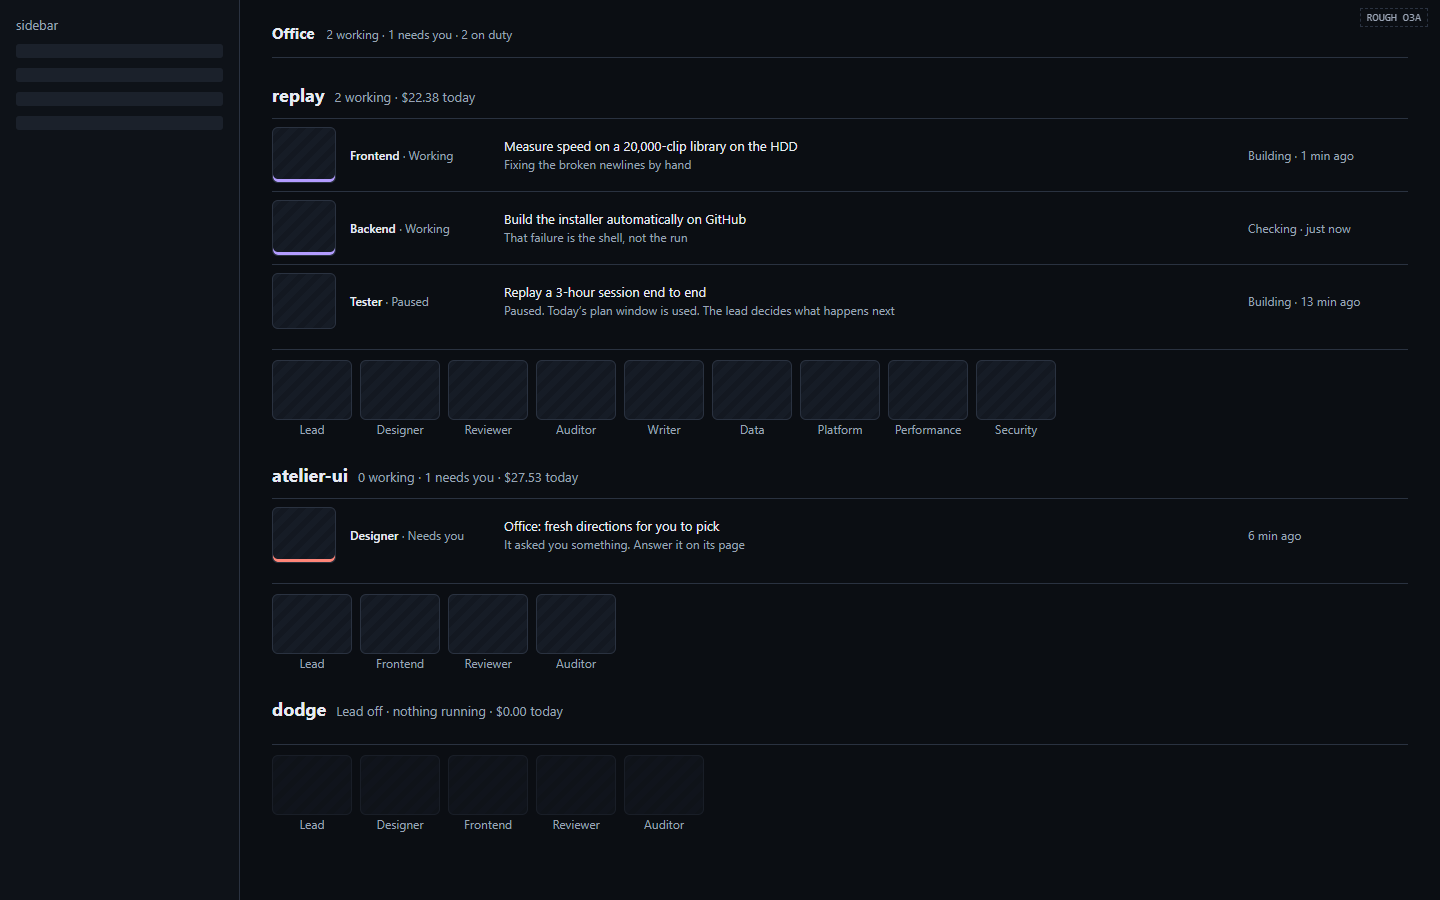 sidebar
ROUGH O3A
Office 2 working · 1 needs you · 2 on duty
replay 2 working · $22.38 today
Frontend · Working
Measure speed on a 20,000-clip library on the HDD
Fixing the broken newlines by hand
Building · 1 min ago
Backend · Working
Build the installer automatically on GitHub
That failure is the shell, not the run
Checking · just now
Tester · Paused
Replay a 3-hour session end to end
Paused. Today's plan window is used. The lead decides what happens next
Building · 13 min ago
Lead Designer Reviewer Auditor Writer Data Platform Performance Security
atelier-ui 0 working · 1 needs you · $27.53 today
Designer · Needs you
Office: fresh directions for you to pick
It asked you something. Answer it on its page
6 min ago
Lead Frontend Reviewer Auditor
dodge Lead off · nothing running · $0.00 today
Lead Designer Frontend Reviewer Auditor